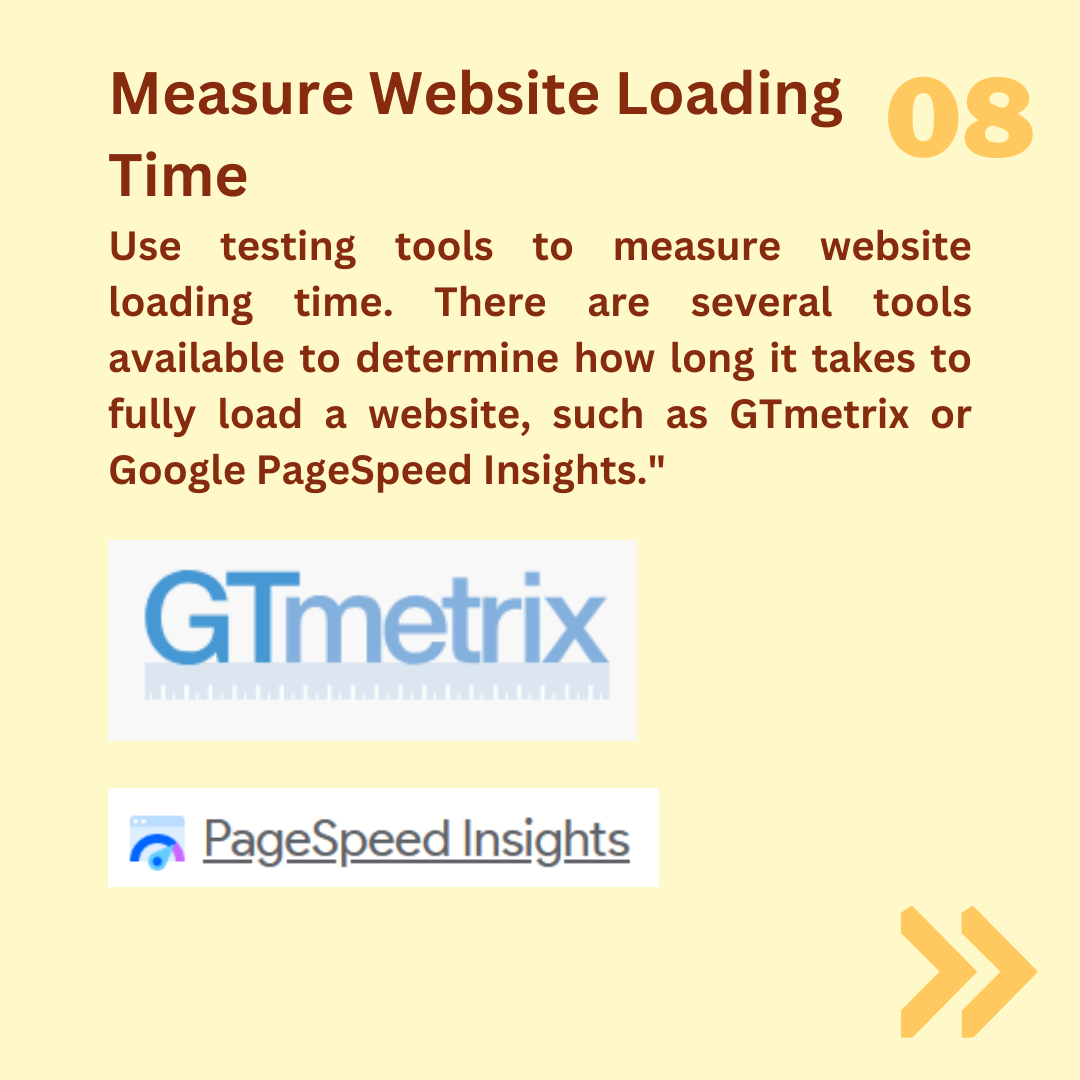 Measure Website Loading
Time
08
Use testing tools to measure website
loading time. There are several tools
available to determine how long it takes to
fully load a website, such as GTmetrix or
Google PageSpeed Insights."
GTmetrix
PageSpeed Insights